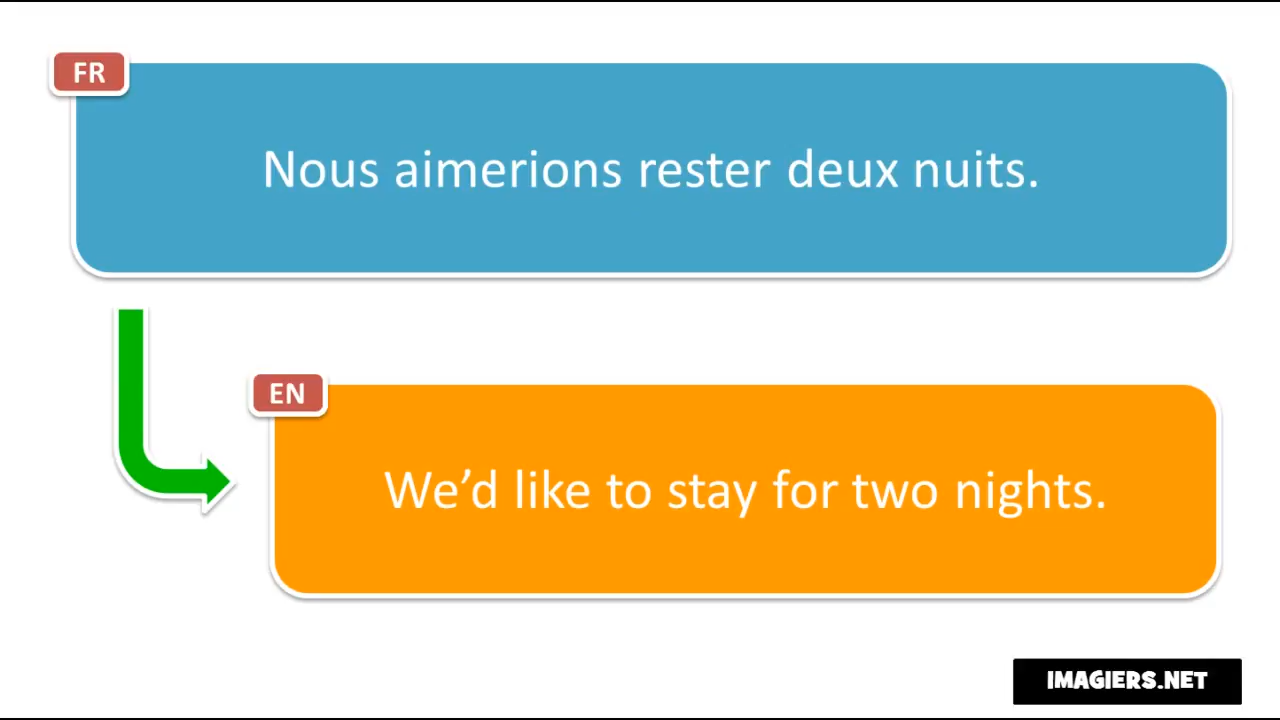 FR
Nous aimerions rester deux nuits.
EN
We’d like to stay for two nights.
IMAGIERS.NET